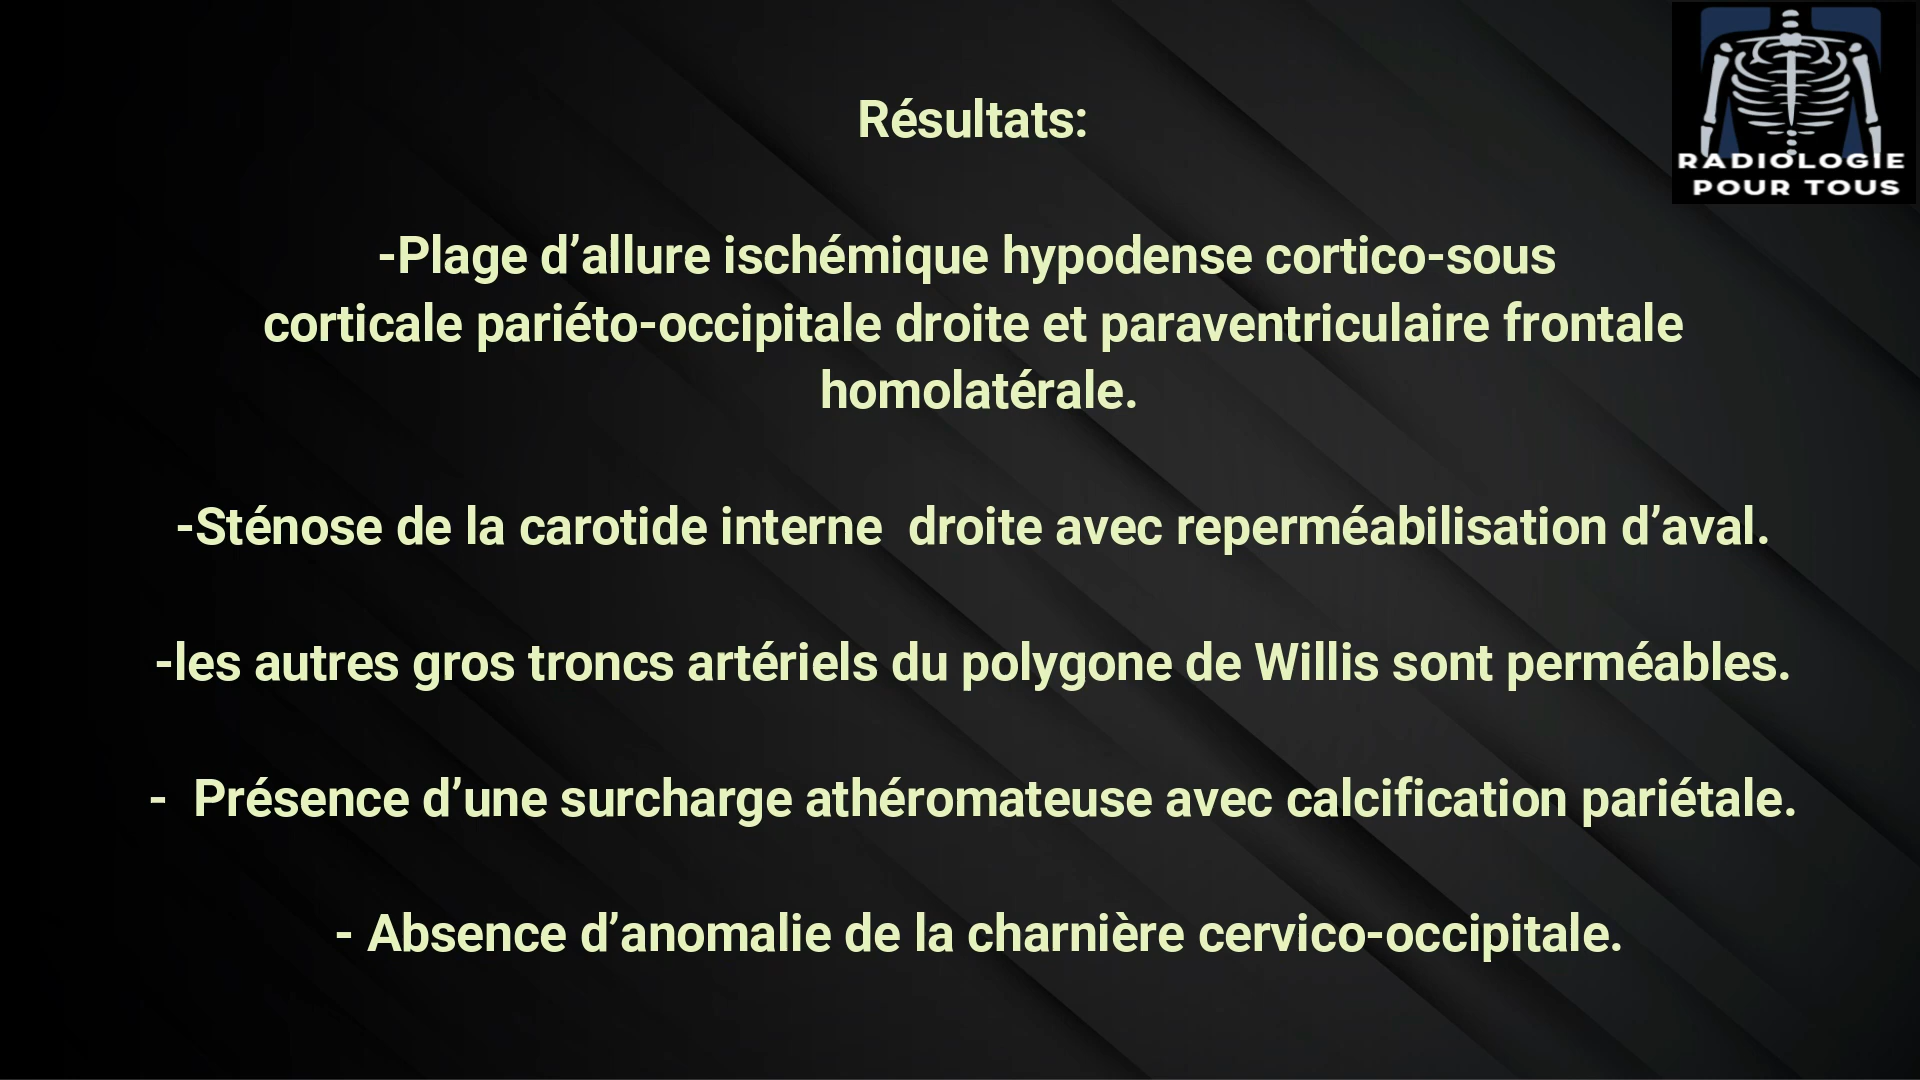 RADIOLOGIE
POUR TOUS
Résultats:
-Plage d’allure ischémique hypodense cortico-sous
corticale pariéto-occipitale droite et paraventriculaire frontale
homolatérale.
-Sténose de la carotide interne  droite avec reperméabilisation d’aval.
-les autres gros troncs artériels du polygone de Willis sont perméables.
-  Présence d’une surcharge athéromateuse avec calcification pariétale.
- Absence d’anomalie de la charnière cervico-occipitale.